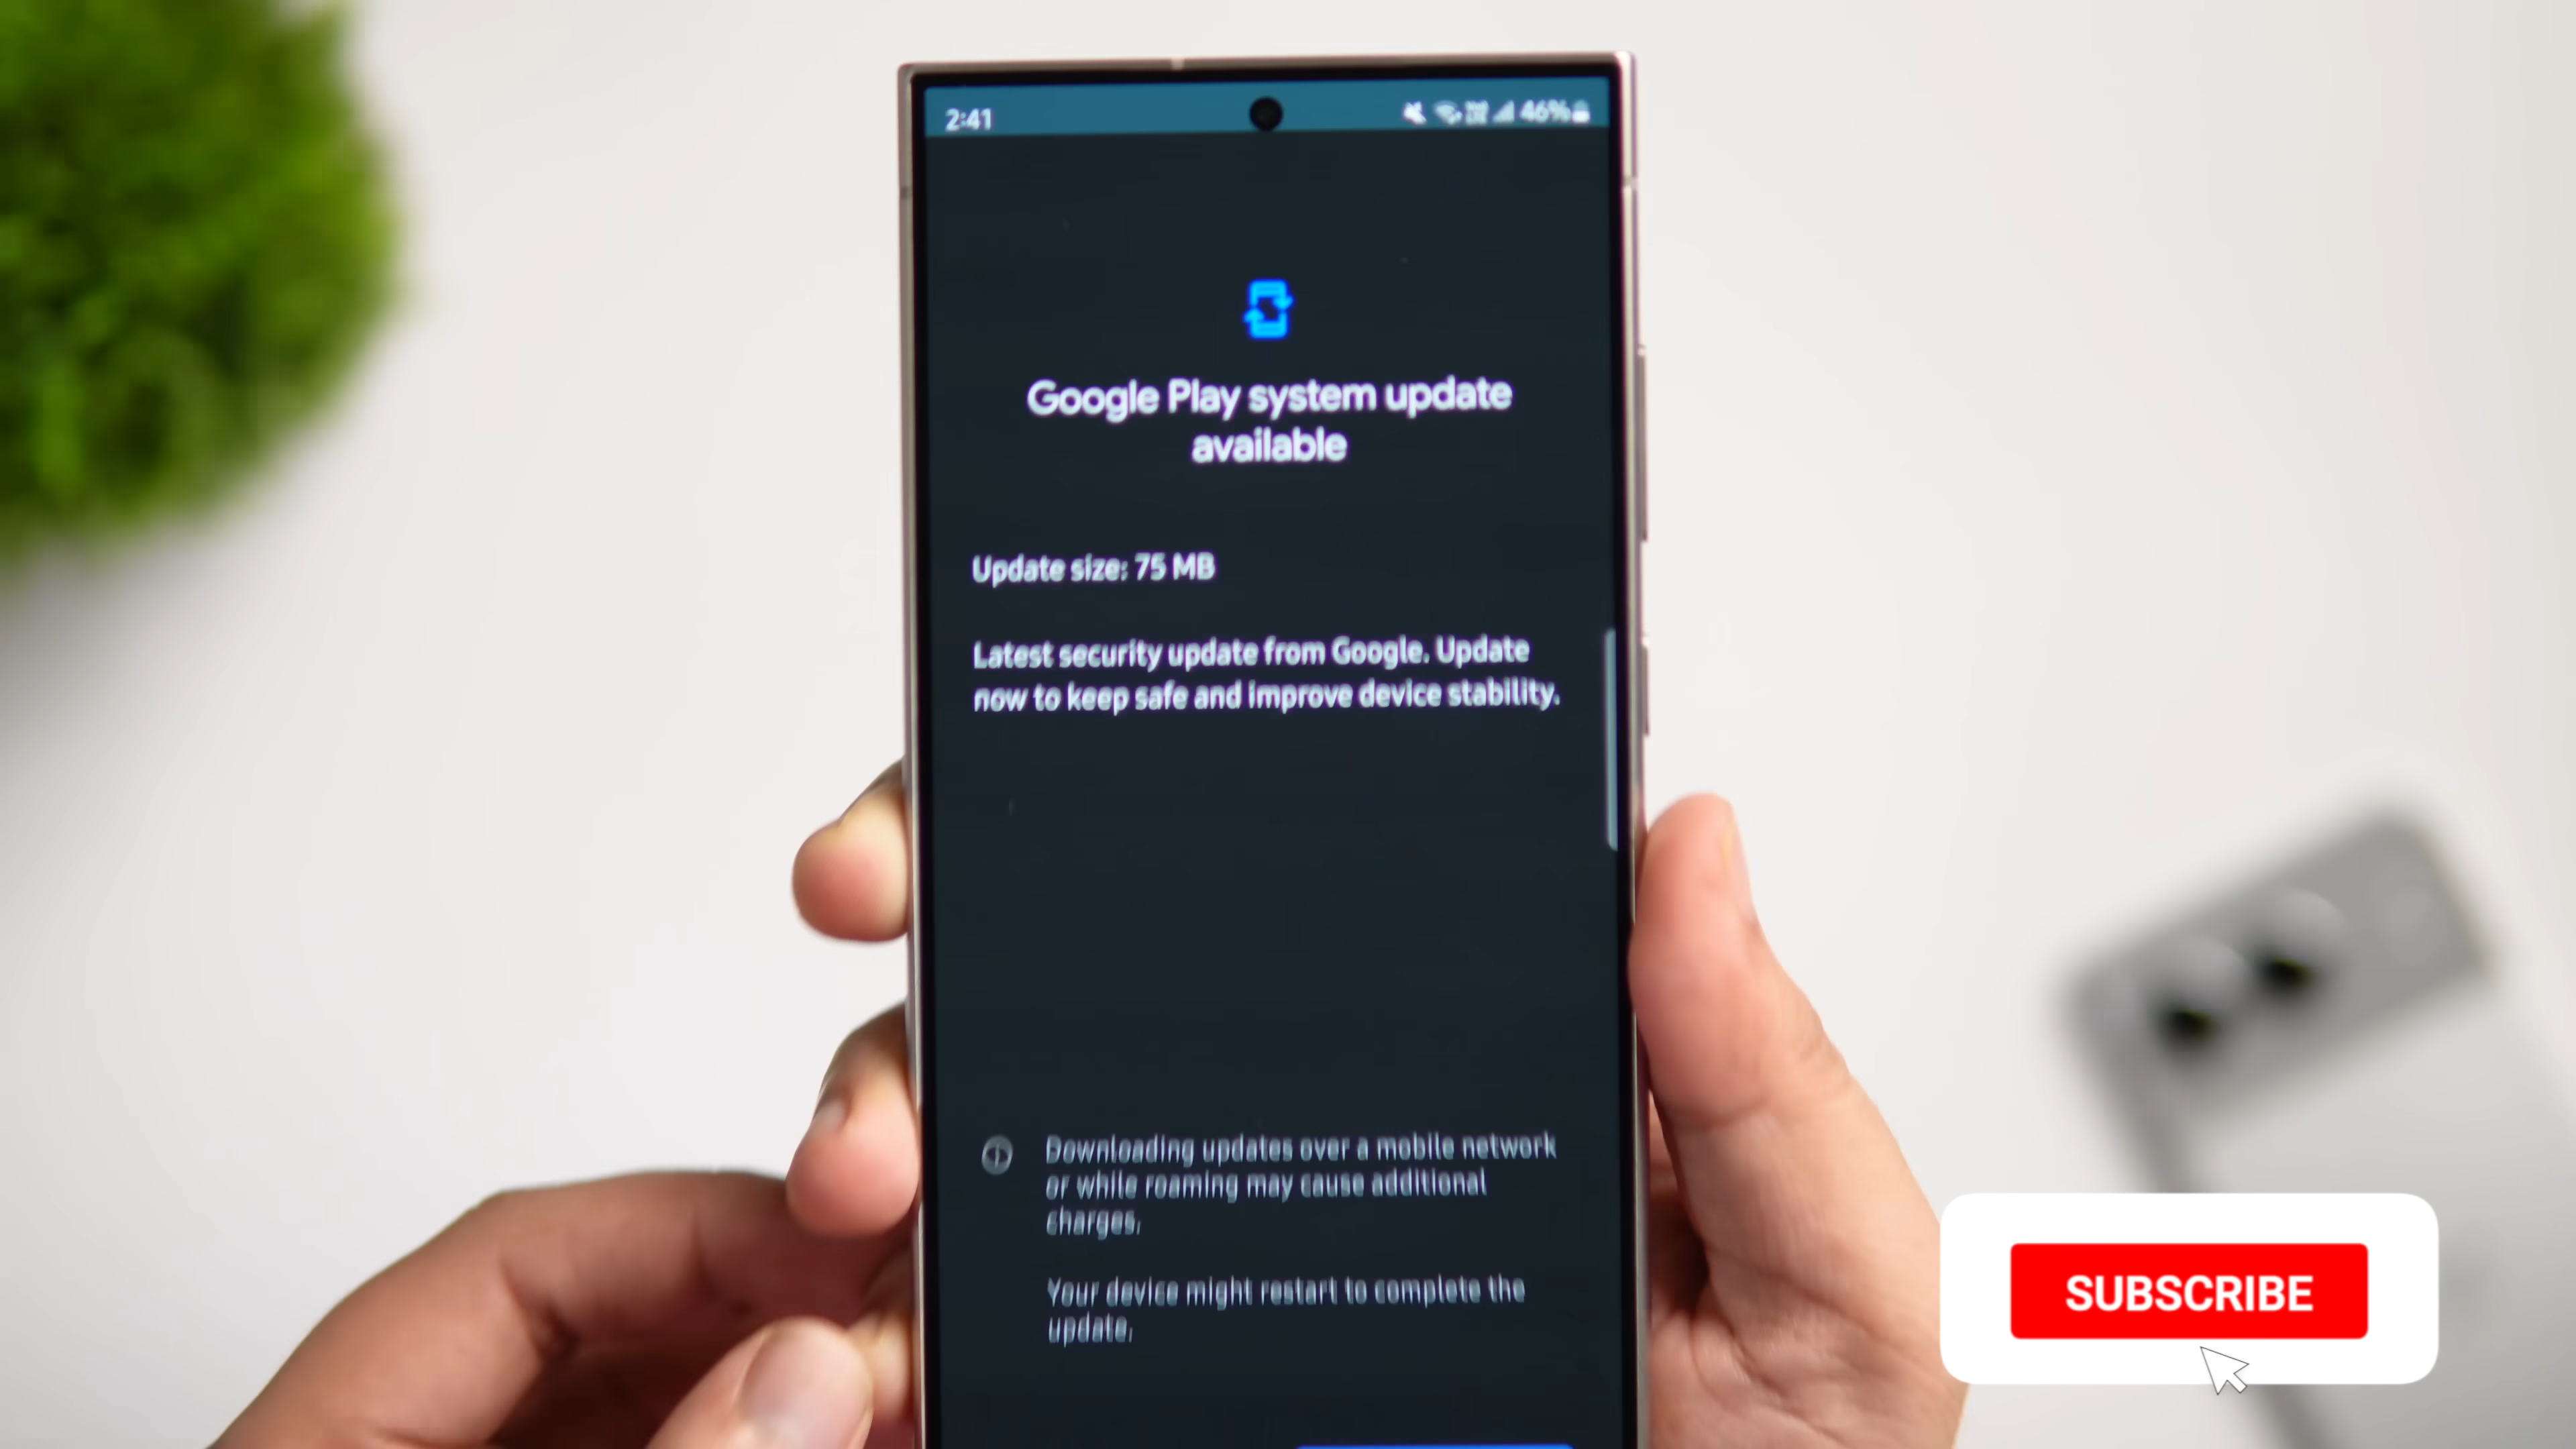 2:41
46%
Google Play system update
available
Update size: 75 MB
Latest security update from Google. Update
now to keep safe and improve device stability.
Downloading updates over a mobile network
or while roaming may cause additional
charges.
Your device might restart to complete the
update.
SUBSCRIBE